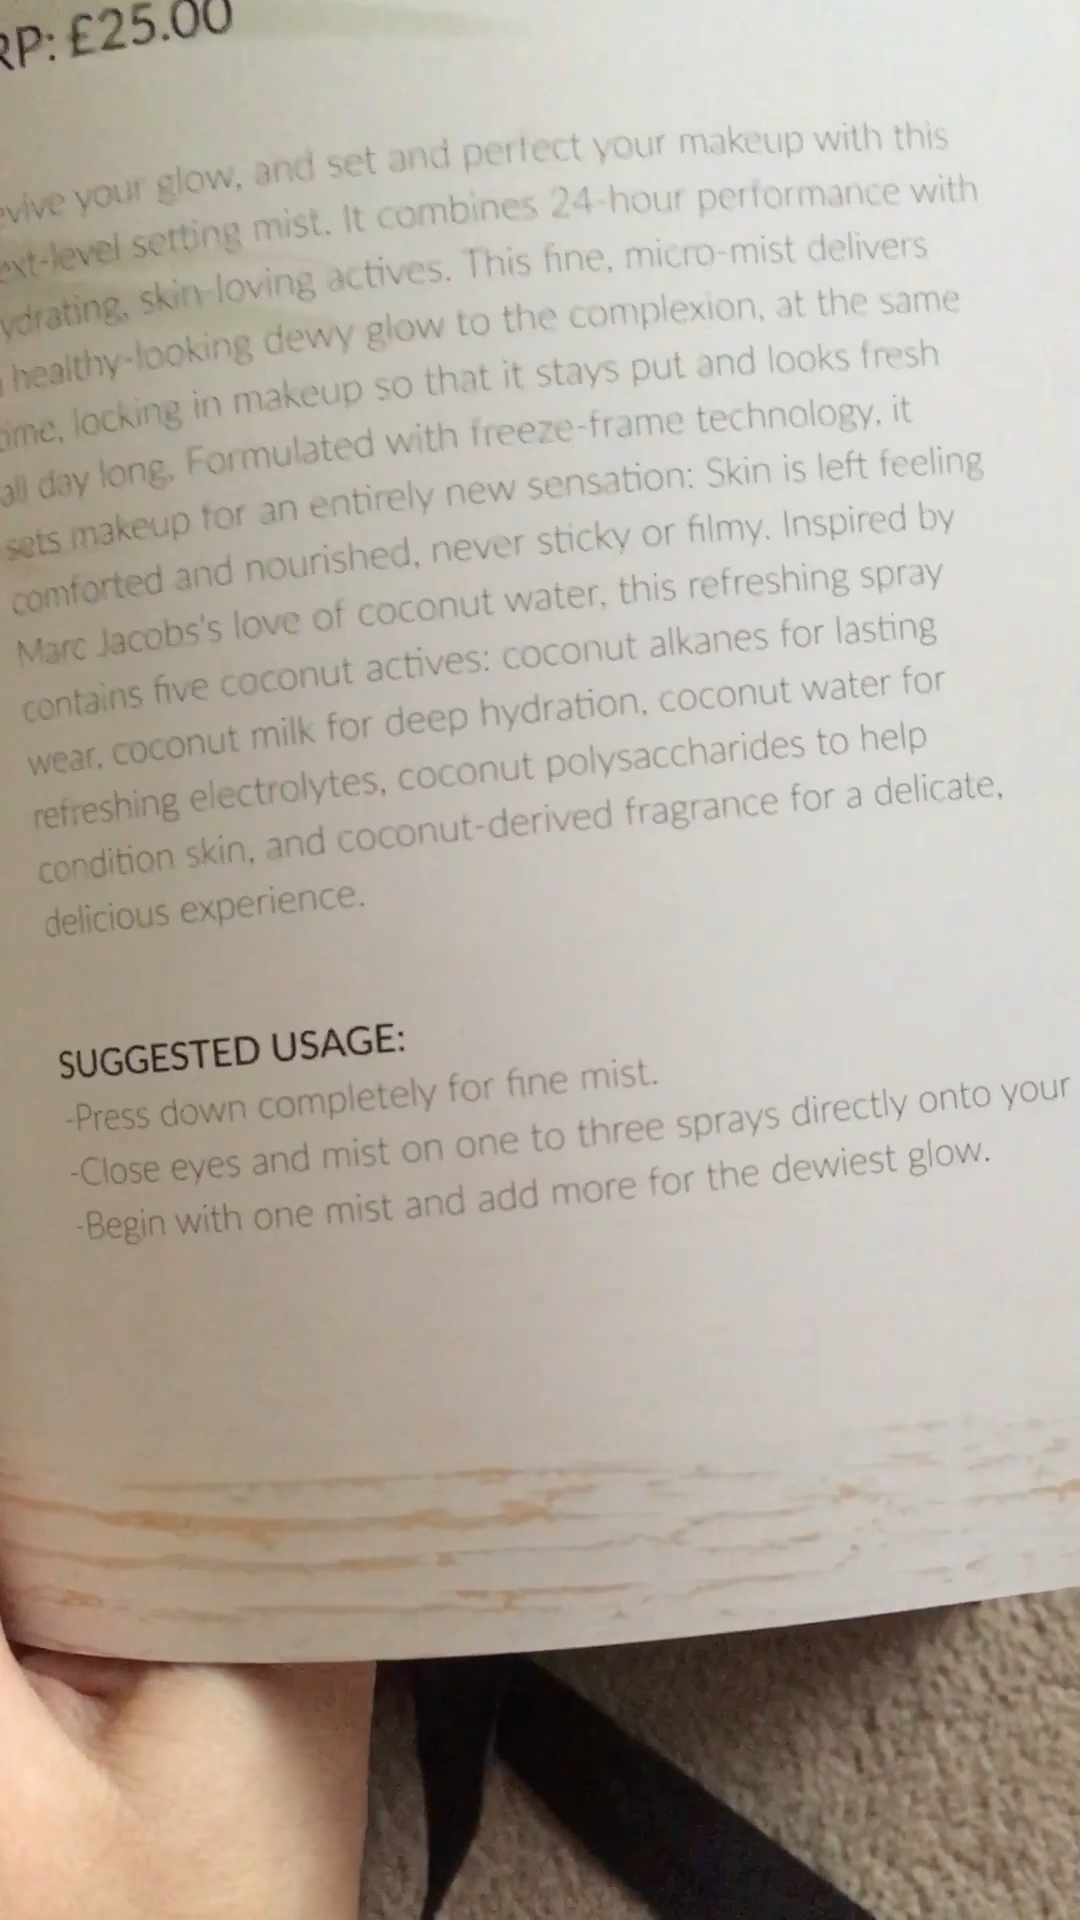 RP: £25.00
evive your glow, and set and perfect your makeup with this
ext-level setting mist. It combines 24-hour performance with
ydrating, skin-loving actives. This fine, micro-mist delivers
healthy-looking dewy glow to the complexion, at the same
ime, locking in makeup so that it stays put and looks fresh
all day long. Formulated with freeze-frame technology, it
sets makeup for an entirely new sensation: Skin is left feeling
comforted and nourished, never sticky or filmy. Inspired by
Marc Jacobs's love of coconut water, this refreshing spray
contains five coconut actives: coconut alkanes for lasting
wear, coconut milk for deep hydration, coconut water for
refreshing electrolytes, coconut polysaccharides to help
condition skin, and coconut-derived fragrance for a delicate,
delicious experience.
SUGGESTED USAGE:
-Press down completely for fine mist.
-Close eyes and mist on one to three sprays directly onto your
-Begin with one mist and add more for the dewiest glow.